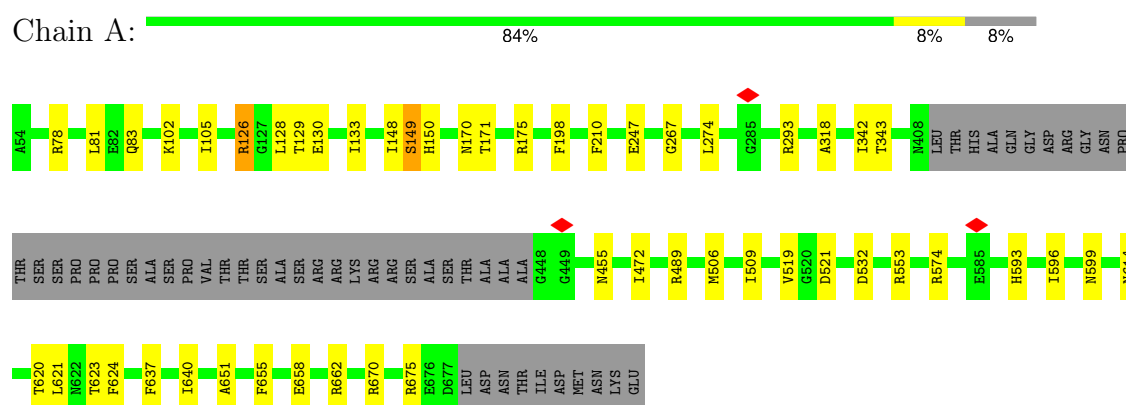 Chain A:
84% 8% 8%
A54 R78 L81 E82 Q83 K102 I105 R126 G127 L128 T129 E130 I133 I148 S149 H150 N170 T171 R175 F198 F210 E247 G267 L274 G285 R293 A318 I342 T343 N408 LEU THR HIS ALA GLN GLY ASP ARG GLY ASN PRO
THR SER SER PRO PRO PRO SER ALA SER PRO VAL THR THR SER ALA SER ARG ARG LYS ARG ARG SER ALA SER THR ALA ALA ALA G448 G449 N455 I472 R489 M506 I509 V519 G520 D521 D532 R553 R574 E585 H593 I596 N599
T620 L621 N622 T623 F624 F637 I640 A651 F655 E658 R662 R670 R675 E676 D677 LEU ASP ASN THR ILE ASP MET ASN LYS GLU